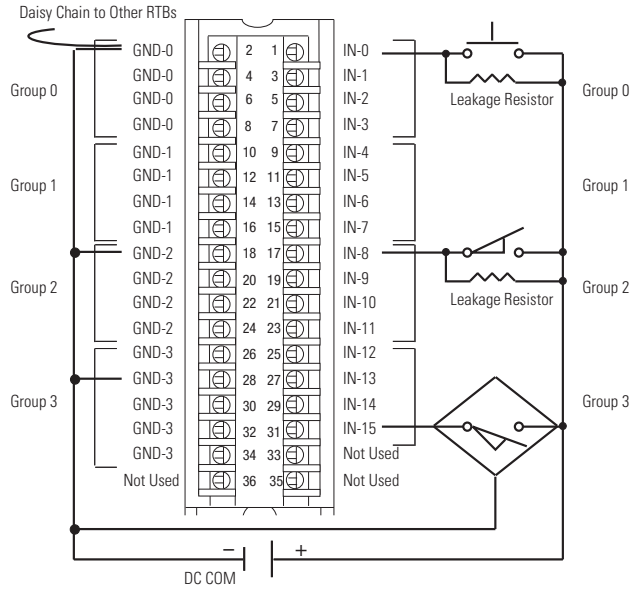 Daisy Chain to Other RTBs
GND-0 2 1 IN-0
GND-0 4 3 IN-1
Group 0 GND-0 6 5 IN-2 Leakage Resistor Group 0
GND-0 8 7 IN-3
GND-1 10 9 IN-4
GND-1 12 11 IN-5
Group 1 GND-1 14 13 IN-6 Group 1
GND-1 16 15 IN-7
GND-2 18 17 IN-8
GND-2 20 19 IN-9
Group 2 GND-2 22 21 IN-10 Leakage Resistor Group 2
GND-2 24 23 IN-11
GND-3 26 25 IN-12
GND-3 28 27 IN-13
Group 3 GND-3 30 29 IN-14 Group 3
GND-3 32 31 IN-15
GND-3 34 33 Not Used
Not Used 36 35 Not Used
– +
DC COM